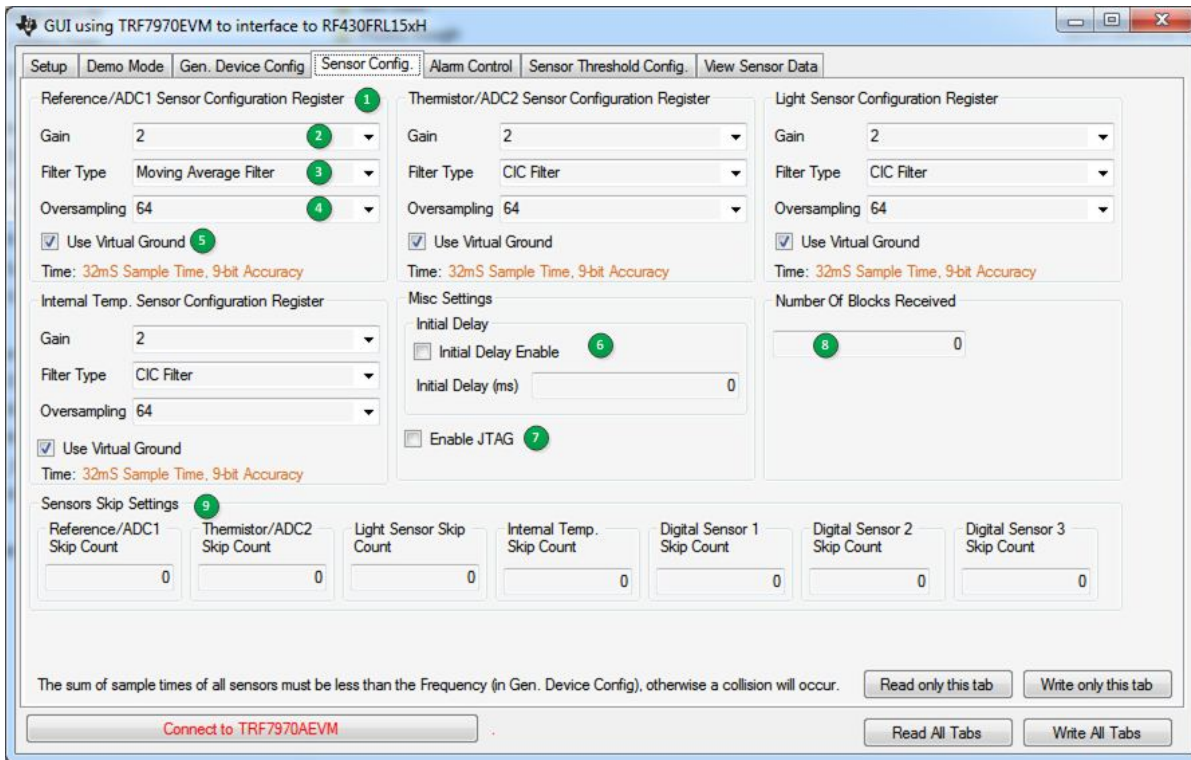 GUI using TRF7970EVM to interface to RF430FRL15xH
Setup Demo Mode Gen. Device Config Sensor Config. Alarm Control Sensor Threshold Config. View Sensor Data
Reference/ADC1 Sensor Configuration Register 1
Gain 2 2
Filter Type Moving Average Filter 3
Oversampling 64 4
Use Virtual Ground 5
Time: 32mS Sample Time, 9-bit Accuracy
Thermistor/ADC2 Sensor Configuration Register
Gain 2
Filter Type CIC Filter
Oversampling 64
Use Virtual Ground
Time: 32mS Sample Time, 9-bit Accuracy
Light Sensor Configuration Register
Gain 2
Filter Type CIC Filter
Oversampling 64
Use Virtual Ground
Time: 32mS Sample Time, 9-bit Accuracy
Internal Temp. Sensor Configuration Register
Gain 2
Filter Type CIC Filter
Oversampling 64
Use Virtual Ground
Time: 32mS Sample Time, 9-bit Accuracy
Misc Settings
Initial Delay
Initial Delay Enable 6
Initial Delay (ms) 0
Enable JTAG 7
Number Of Blocks Received
8 0
Sensors Skip Settings 9
Reference/ADC1
Skip Count
0
Thermistor/ADC2
Skip Count
0
Light Sensor Skip
Count
0
Internal Temp.
Skip Count
0
Digital Sensor 1
Skip Count
0
Digital Sensor 2
Skip Count
0
Digital Sensor 3
Skip Count
0
The sum of sample times of all sensors must be less than the Frequency (in Gen. Device Config), otherwise a collision will occur.
Read only this tab Write only this tab
Connect to TRF7970AEVM .
Read All Tabs Write All Tabs